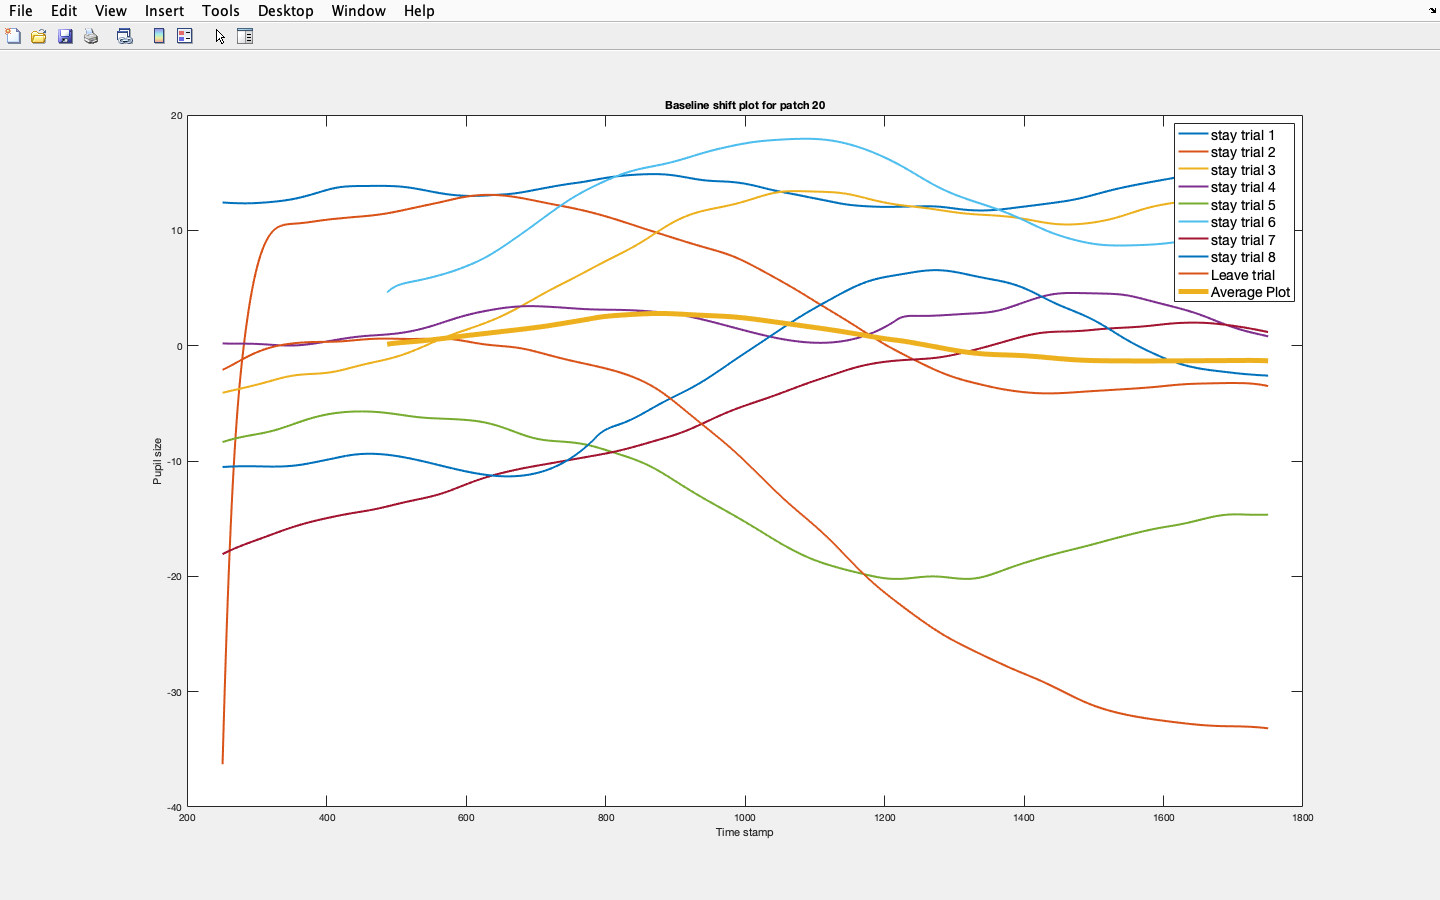 File Edit View Insert Tools Desktop Window Help
Baseline shift plot for patch 20
20
10
0
-10
-20
-30
-40
Pupil size
200 400 600 800 1000 1200 1400 1600 1800
Time stamp
stay trial 1
stay trial 2
stay trial 3
stay trial 4
stay trial 5
stay trial 6
stay trial 7
stay trial 8
Leave trial
Average Plot